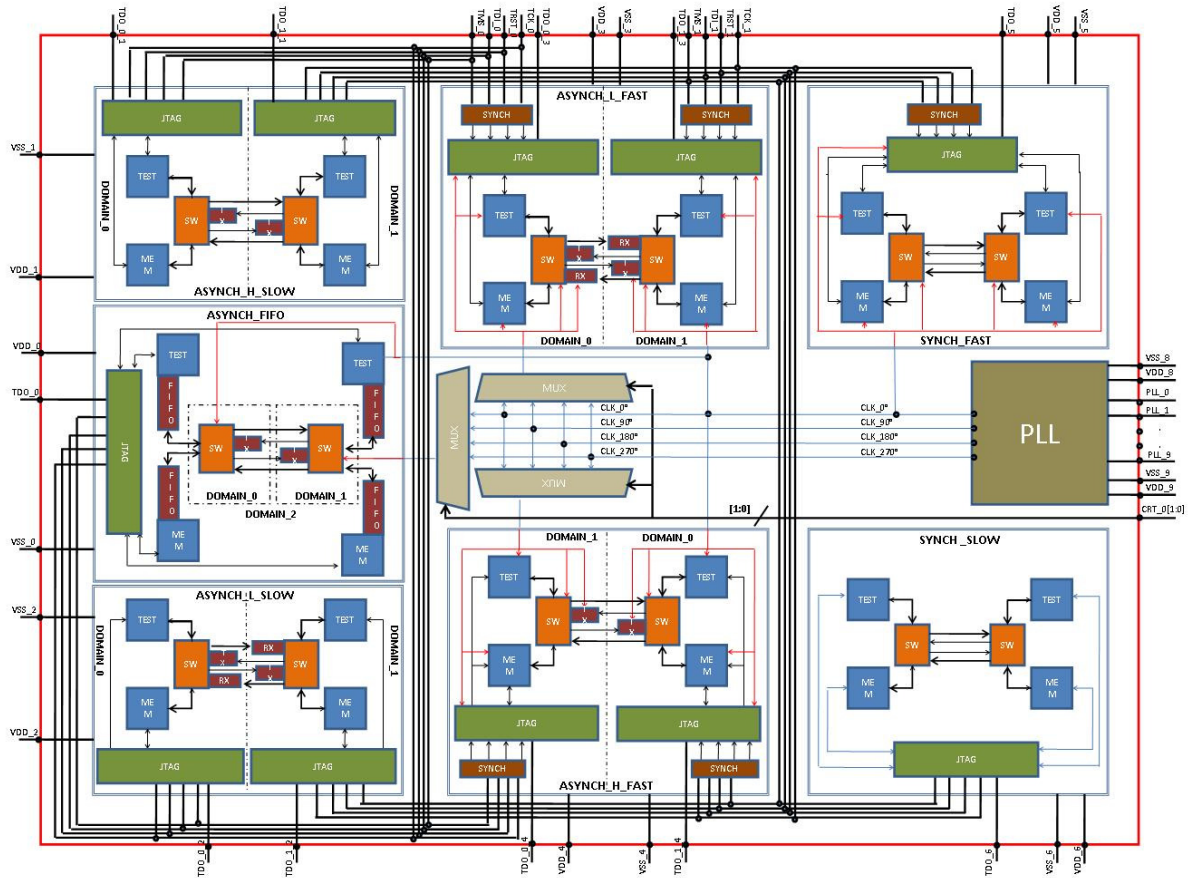 TDO_0_1
TDO_1_1
TMS_0
TDI_0
TRST_0
TCK_0
TDO_0_3
VDD_3
VSS_3
TDO_1_3
TMS_1
TDI_1
TRST_1
TCK_1
TDO_5
VDD_5
VSS_5
JTAG
JTAG
TEST
TEST
SW
SW
X
X
MEM
MEM
DOMAIN_0
DOMAIN_1
ASYNCH_H_SLOW
VSS_1
VDD_1
ASYNCH_L_FAST
SYNCH
SYNCH
JTAG
JTAG
TEST
TEST
SW
SW
RX
X
X
RX
MEM
MEM
DOMAIN_0
DOMAIN_1
SYNCH
JTAG
TEST
TEST
SW
SW
MEM
MEM
SYNCH_FAST
ASYNCH_FIFO
VDD_0
TDO_0
VSS_0
JTAG
TEST
TEST
FIFO
FIFO
SW
SW
X
X
DOMAIN_0
DOMAIN_1
DOMAIN_2
FIFO
FIFO
MEM
MEM
MUX
MUX
MUX
CLK_0°
CLK_0°
CLK_90°
CLK_90°
CLK_180°
CLK_180°
CLK_270°
CLK_270°
[1:0]
PLL
VSS_8
VDD_8
PLL_0
PLL_1
.
.
PLL_9
VSS_9
VDD_9
CRT_0[1:0]
ASYNCH_L_SLOW
VSS_2
VDD_2
DOMAIN_0
DOMAIN_1
TEST
TEST
SW
SW
RX
X
X
RX
MEM
MEM
JTAG
JTAG
DOMAIN_1
DOMAIN_0
TEST
TEST
SW
SW
X
X
MEM
MEM
JTAG
JTAG
SYNCH
SYNCH
ASYNCH_H_FAST
SYNCH_SLOW
TEST
TEST
SW
SW
MEM
MEM
JTAG
TDO_0_2
TDO_1_2
TDO_0_4
VDD_4
VSS_4
TDO_1_4
TDO_6
VSS_6
VDD_6